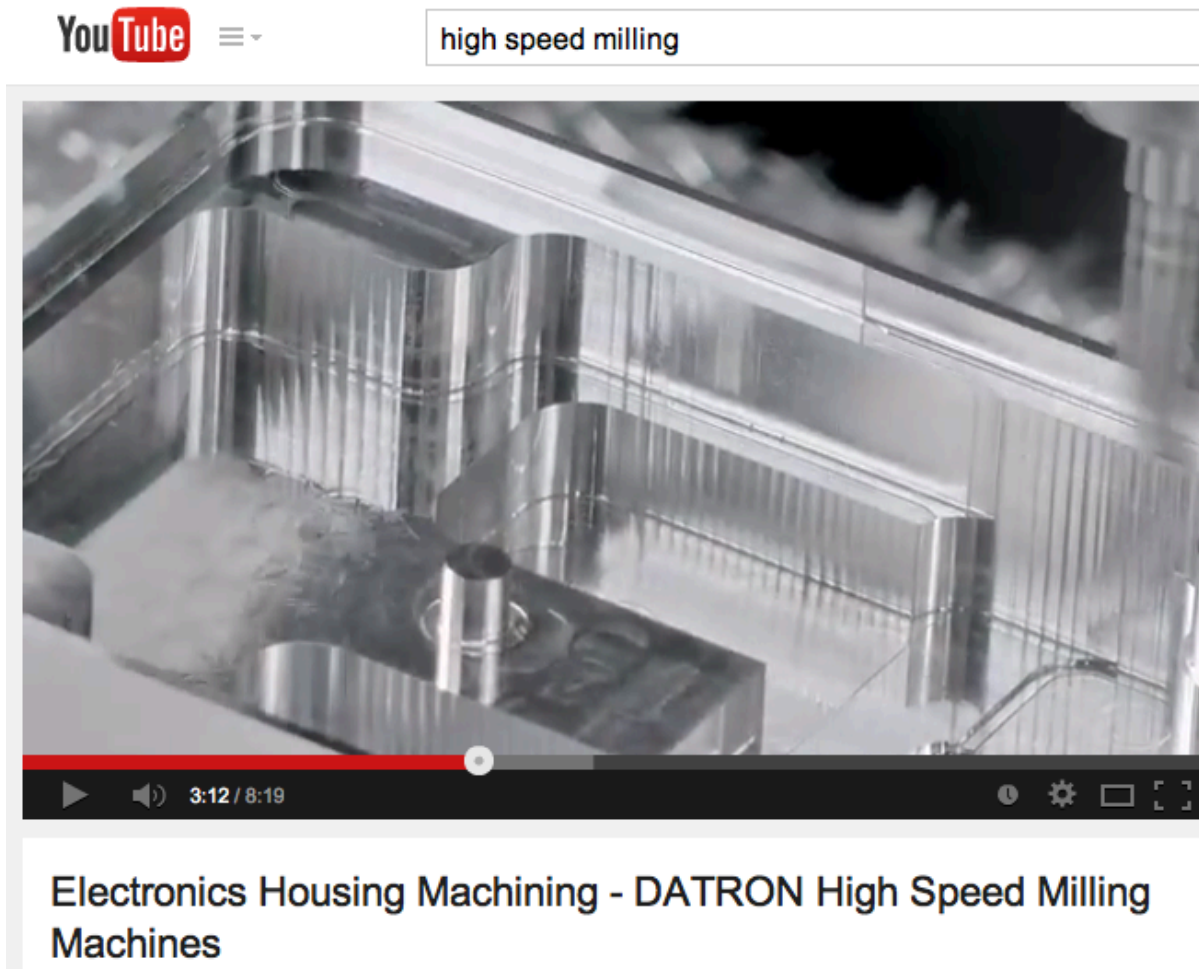 YouTube
high speed milling
3:12 / 8:19
Electronics Housing Machining - DATRON High Speed Milling
Machines